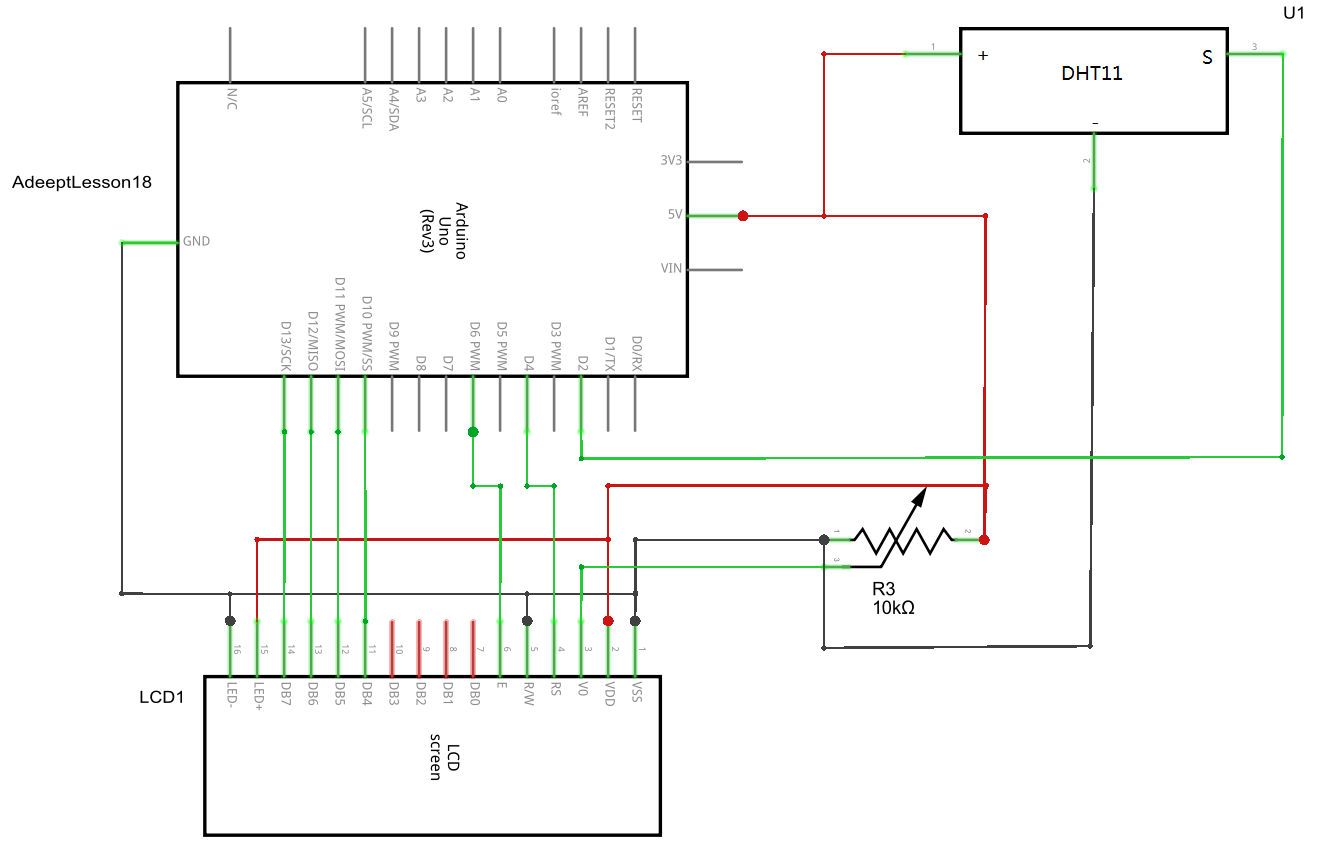 U1
1
+
DHT11
S
3
-
2
N/C
A5/SCL
A4/SDA
A3
A2
A1
A0
ioref
AREF
RESET2
RESET
3V3
5V
VIN
AdeeptLesson18
GND
Arduino
Uno
(Rev3)
D13/SCK
D12/MISO
D11 PWM/MOSI
D10 PWM/SS
D9 PWM
D8
D7
D6 PWM
D5 PWM
D4
D3 PWM
D2
D1/TX
D0/RX
1
2
3
R3
10kΩ
16
15
14
13
12
11
10
9
8
7
6
5
4
3
2
1
LCD1
LED-
LED+
DB7
DB6
DB5
DB4
DB3
DB2
DB1
DB0
E
R/W
RS
V0
VDD
VSS
LCD
screen